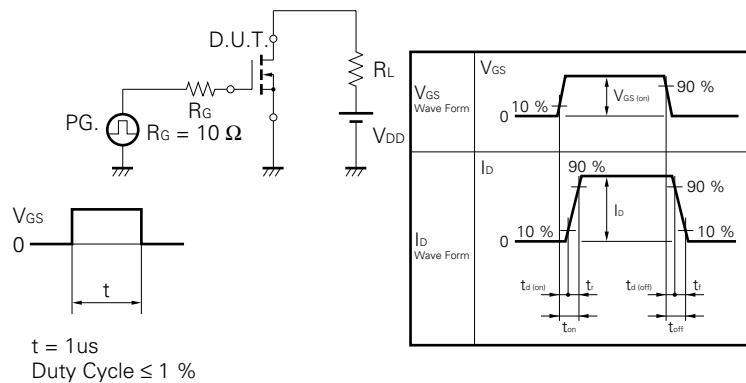 D.U.T.
RL
RG
PG.
RG = 10 Ω
VDD
VGS
0
t
t = 1us
Duty Cycle ≤ 1 %
VGS
Wave Form
VGS
10 %
0
VGS (on)
90 %
ID
Wave Form
ID
90 %
90 %
10 %
0
ID
10 %
td (on)
tr
td (off)
tf
ton
toff